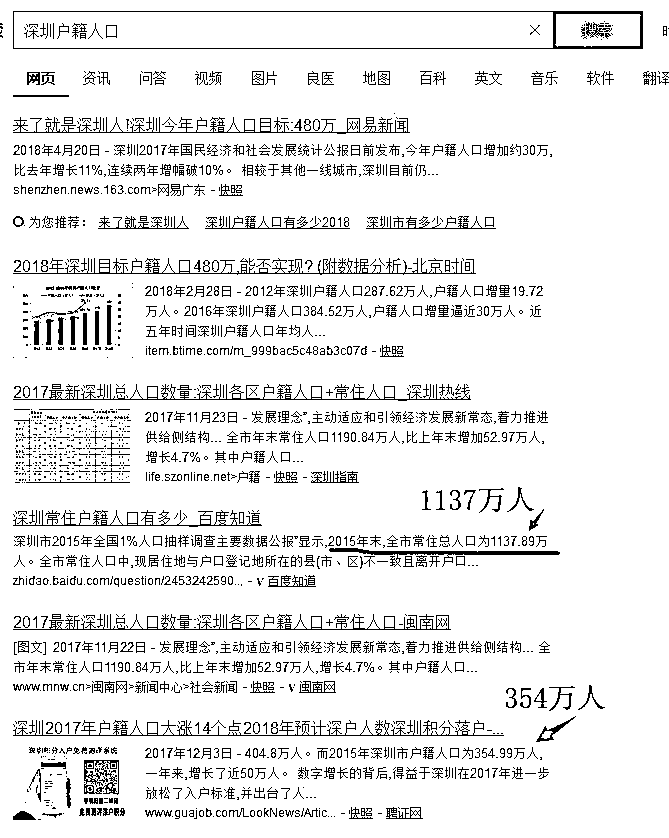 深圳户籍人口 ×
网页 资讯 问答 视频 图片 良医 地图 百科 英文 音乐 软件 翻译
来了就是深圳人!深圳今年户籍人口目标:480万_网易新闻
2018年4月20日 - 深圳2017年国民经济和社会发展统计公报日前发布,今年户籍人口增加约30万,
比去年增长11%,连续两年增幅破10%。 相较于其他一线城市,深圳目前仍...
shenzhen.news.163.com>网易广东 - 快照
为您推荐： 来了就是深圳人 深圳户籍人口有多少2018 深圳市有多少户籍人口
2018年深圳目标户籍人口480万,能否实现? (附数据分析)-北京时间
2018年2月28日 - 2012年深圳户籍人口287.62万人,户籍人口增量19.72
万人。2016年深圳户籍人口384.52万人,户籍人口增量逼近30万人。 近
五年时间深圳户籍人口年均人...
item.btime.com/m_999bac5c48ab3c07d - 快照
2017最新深圳总人口数量:深圳各区户籍人口+常住人口_深圳热线
2017年11月23日 - 发展理念”,主动适应和引领经济发展新常态,着力推进
供给侧结构... 全市年末常住人口1190.84万人,比上年末增加52.97万人,
增长4.7%。其中户籍人口...
life.szonline.net>户籍 - 快照 - 深圳指南
1137万人
深圳常住户籍人口有多少_百度知道
深圳市2015年全国1%人口抽样调查主要数据公报”显示,2015年末,全市常住总人口为1137.89万
人。全市常住人口中,现居住地与户口登记地所在的县(市、区)不一致且离开户口...
zhidao.baidu.com/question/2453242590... - v 百度知道
2017最新深圳总人口数量:深圳各区户籍人口+常住人口-闽南网
[图文] 2017年11月22日 - 发展理念”,主动适应和引领经济发展新常态,着力推进供给侧结构... 全
市年末常住人口1190.84万人,比上年末增加52.97万人,增长4.7%。其中户籍人口...
www.mnw.cn>闽南网>新闻中心>社会新闻 - 快照 - v 闽南网
354万人
深圳2017年户籍人口大涨14个点2018年预计深户人数深圳积分落户-...
2017年12月3日 - 404.8万人。而2015年深圳市户籍人口为354.99万人,
一年来,增长了近50万人。 数字增长的背后,得益于深圳在2017年进一步
放松了入户标准,并出台了人...
www.guajob.com/LookNews/Artic... - 快照 - 聘证网